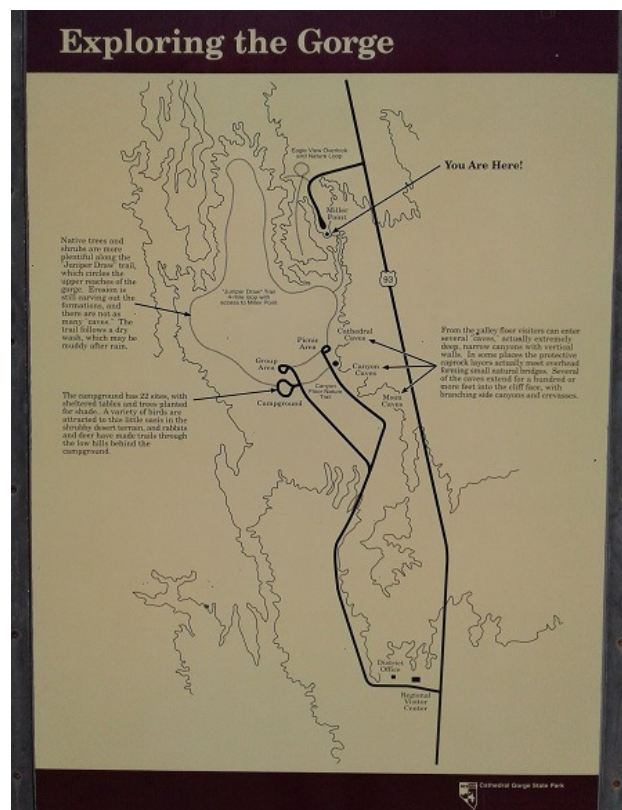 Exploring the Gorge
Eagle View Overlook
and Nature Loop
You Are Here!
Miller
Point
Native trees and
shrubs are more
plentiful along the
"Juniper Draw" trail,
which circles the
upper reaches of the
gorge. Erosion is
still carving out the
formations, and
there are not as
many "caves." The
trail follows a dry
wash, which may be
muddy after rain.
93
"Juniper Draw" Trail
4-mile loop with
access to Miller Point
Cathedral
Caves
Picnic
Area
From the valley floor visitors can enter
several "caves," actually extremely
deep, narrow canyons with vertical
walls. In some places the protective
caprock layers actually meet overhead
forming small natural bridges. Several
of the caves extend for a hundred or
more feet into the cliff face, with
branching side canyons and crevasses.
Group
Area
Canyon
Caves
Canyon
Floor Nature
Trail
Moon
Caves
Campground
The campground has 22 sites, with
sheltered tables and trees planted
for shade. A variety of birds are
attracted to this little oasis in the
shrubby desert terrain, and rabbits
and deer have made trails through
the low hills behind the
campground.
District
Office
Regional
Visitor
Center
Cathedral Gorge State Park